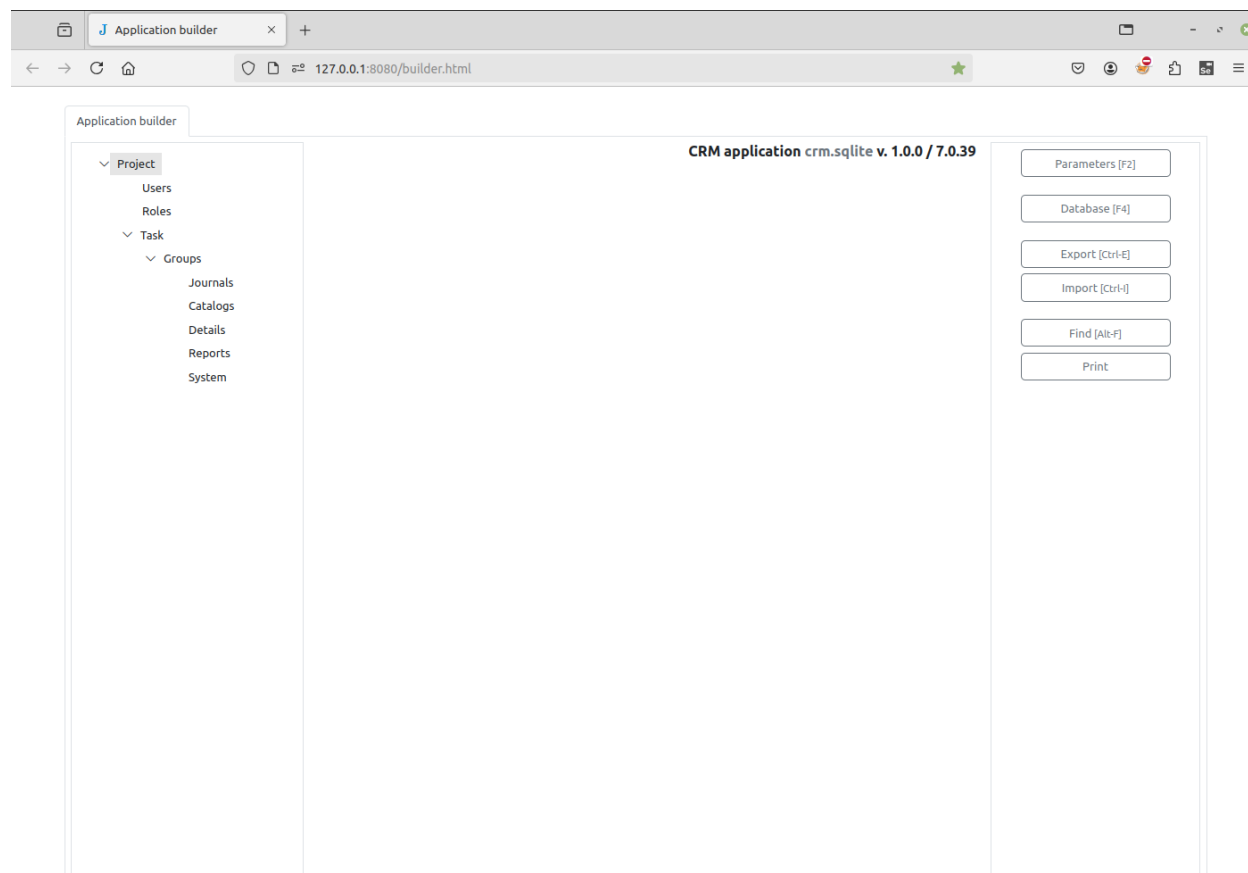 J Application builder
127.0.0.1:8080/builder.html
Se
Application builder
Project
Users
Roles
Task
Groups
Journals
Catalogs
Details
Reports
System
CRM application crm.sqlite v. 1.0.0 / 7.0.39
Parameters [F2]
Database [F4]
Export [Ctrl-E]
Import [Ctrl-I]
Find [Alt-F]
Print